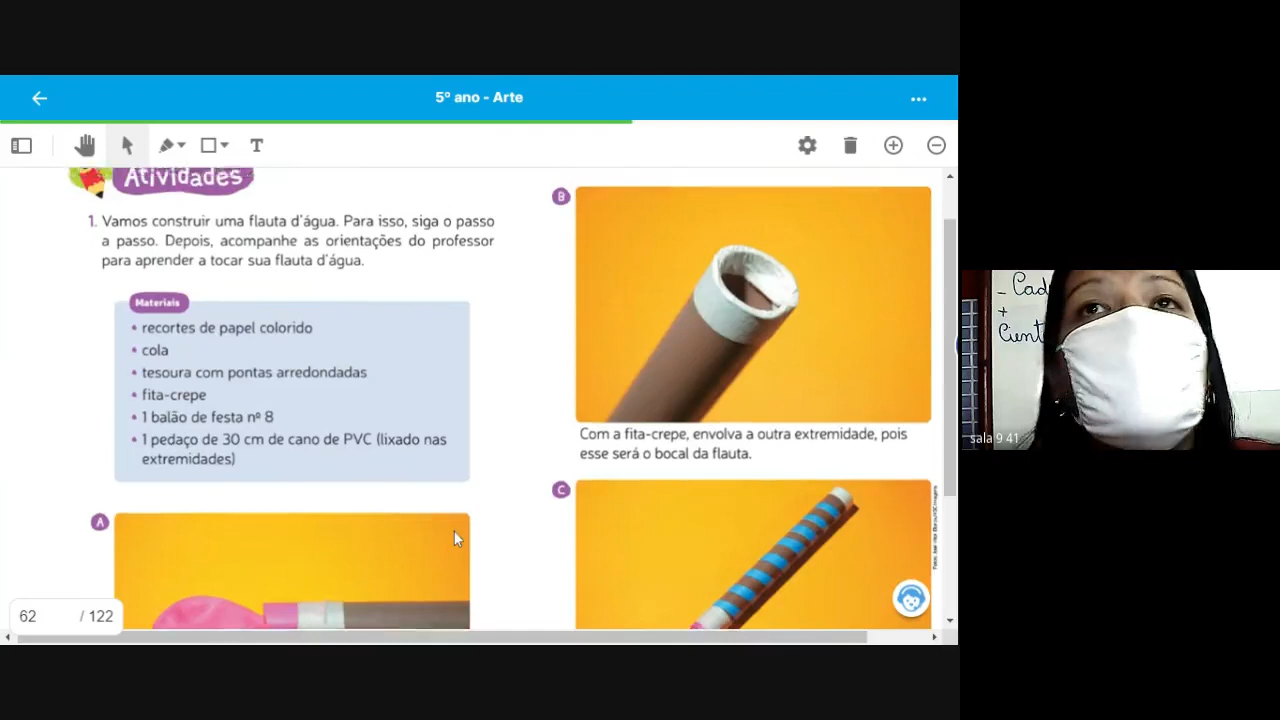 5º ano - Arte
T
Atividades
1. Vamos construir uma flauta d'água. Para isso, siga o passo
a passo. Depois, acompanhe as orientações do professor
para aprender a tocar sua flauta d'água.
Materiais
• recortes de papel colorido
• cola
• tesoura com pontas arredondadas
• fita-crepe
• 1 balão de festa nº 8
• 1 pedaço de 30 cm de cano de PVC (lixado nas
extremidades)
A
62 / 122
B
Com a fita-crepe, envolva a outra extremidade, pois
esse será o bocal da flauta.
C
- Cad
+
Cient
sala 9 41